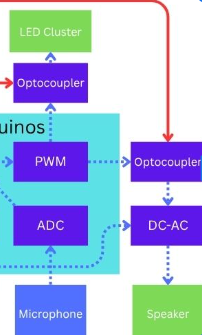 LED Cluster
Optocoupler
uinos
PWM
Optocoupler
ADC
DC-AC
Microphone
Speaker